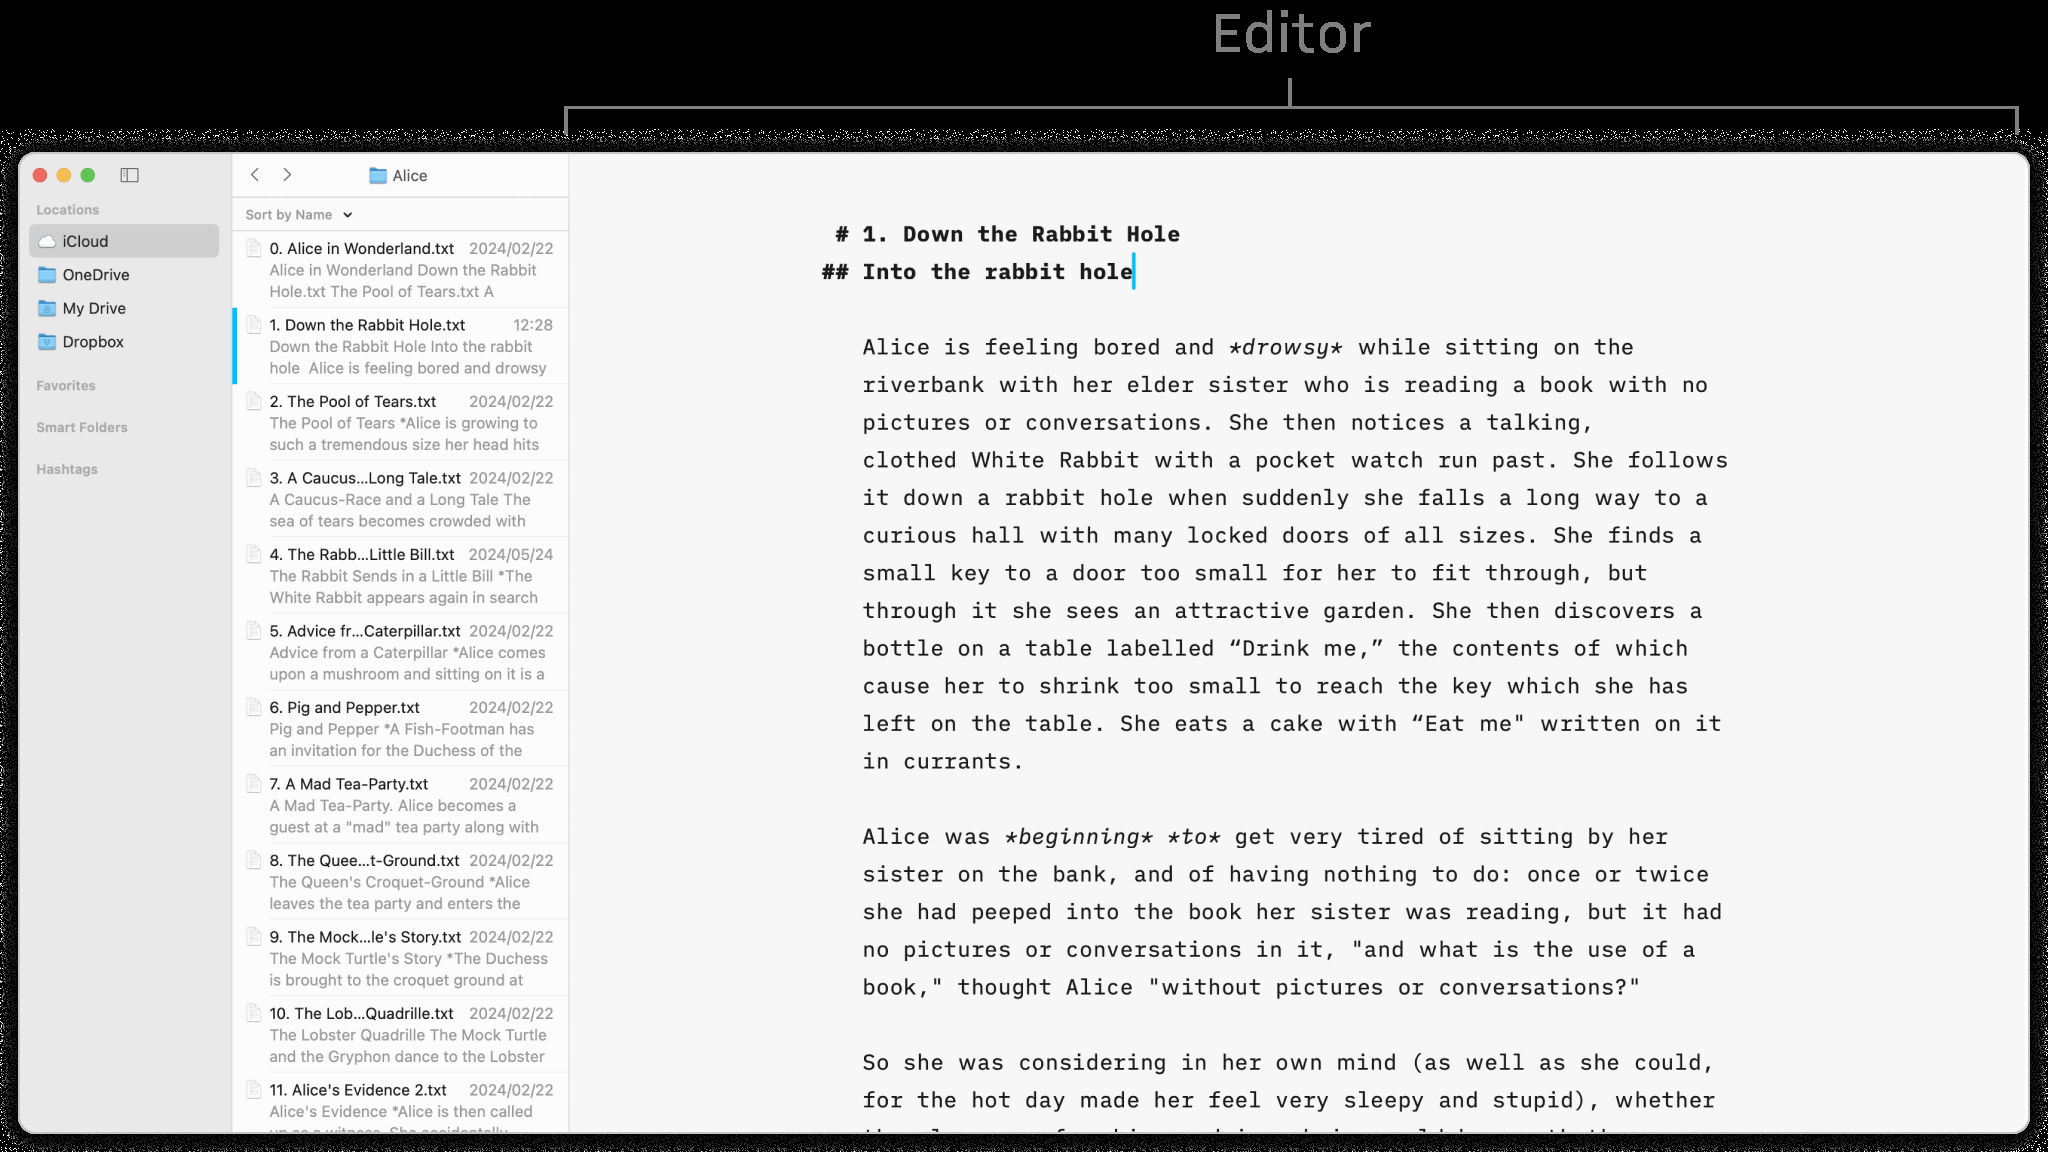 Editor
Locations
iCloud
OneDrive
My Drive
Dropbox
Favorites
Smart Folders
Hashtags
Alice
Sort by Name
0. Alice in Wonderland.txt 2024/02/22
Alice in Wonderland Down the Rabbit
Hole.txt The Pool of Tears.txt A
1. Down the Rabbit Hole.txt 12:28
Down the Rabbit Hole Into the rabbit
hole Alice is feeling bored and drowsy
2. The Pool of Tears.txt 2024/02/22
The Pool of Tears *Alice is growing to
such a tremendous size her head hits
3. A Caucus...Long Tale.txt 2024/02/22
A Caucus-Race and a Long Tale The
sea of tears becomes crowded with
4. The Rabb...Little Bill.txt 2024/05/24
The Rabbit Sends in a Little Bill *The
White Rabbit appears again in search
5. Advice fr...Caterpillar.txt 2024/02/22
Advice from a Caterpillar *Alice comes
upon a mushroom and sitting on it is a
6. Pig and Pepper.txt 2024/02/22
Pig and Pepper *A Fish-Footman has
an invitation for the Duchess of the
7. A Mad Tea-Party.txt 2024/02/22
A Mad Tea-Party. Alice becomes a
guest at a "mad" tea party along with
8. The Quee...t-Ground.txt 2024/02/22
The Queen's Croquet-Ground *Alice
leaves the tea party and enters the
9. The Mock...le's Story.txt 2024/02/22
The Mock Turtle's Story *The Duchess
is brought to the croquet ground at
10. The Lob...Quadrille.txt 2024/02/22
The Lobster Quadrille The Mock Turtle
and the Gryphon dance to the Lobster
11. Alice's Evidence 2.txt 2024/02/22
Alice's Evidence *Alice is then called
# 1. Down the Rabbit Hole
## Into the rabbit hole
Alice is feeling bored and *drowsy* while sitting on the
riverbank with her elder sister who is reading a book with no
pictures or conversations. She then notices a talking,
clothed White Rabbit with a pocket watch run past. She follows
it down a rabbit hole when suddenly she falls a long way to a
curious hall with many locked doors of all sizes. She finds a
small key to a door too small for her to fit through, but
through it she sees an attractive garden. She then discovers a
bottle on a table labelled “Drink me,” the contents of which
cause her to shrink too small to reach the key which she has
left on the table. She eats a cake with “Eat me" written on it
in currants.
Alice was *beginning* *to* get very tired of sitting by her
sister on the bank, and of having nothing to do: once or twice
she had peeped into the book her sister was reading, but it had
no pictures or conversations in it, "and what is the use of a
book," thought Alice "without pictures or conversations?"
So she was considering in her own mind (as well as she could,
for the hot day made her feel very sleepy and stupid), whether